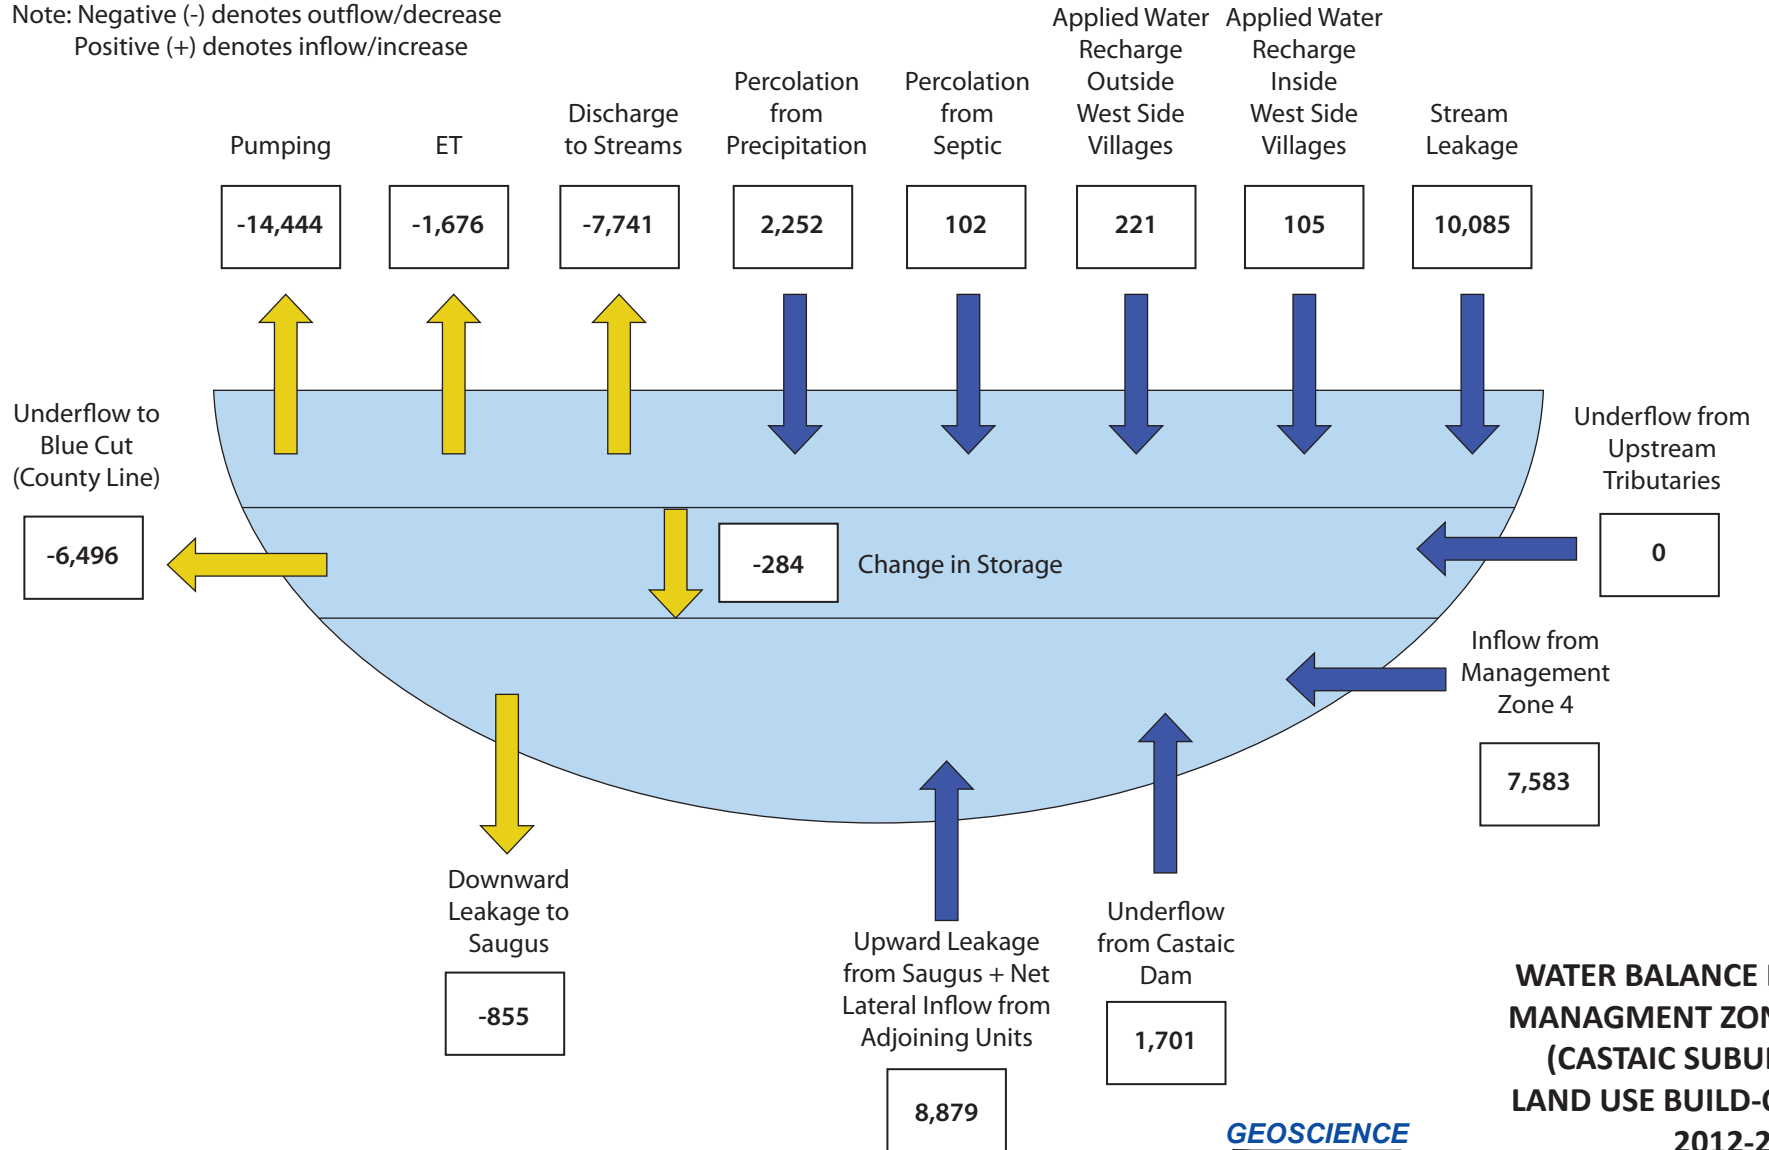 Note: Negative (-) denotes outflow/decrease
Positive (+) denotes inflow/increase
Pumping
-14,444
ET
-1,676
Discharge
to Streams
-7,741
Percolation
from
Precipitation
2,252
Percolation
from
Septic
102
Applied Water
Recharge
Outside
West Side
Villages
221
Applied Water
Recharge
Inside
West Side
Villages
105
Stream
Leakage
10,085
Underflow to
Blue Cut
(County Line)
-6,496
-284
Change in Storage
Underflow from
Upstream
Tributaries
0
Inflow from
Management
Zone 4
7,583
Downward
Leakage to
Saugus
-855
Upward Leakage
from Saugus + Net
Lateral Inflow from
Adjoining Units
8,879
Underflow
from Castaic
Dam
1,701
WATER BALANCE
MANAGMENT
(CASTAIC
LAND USE
GEOSCIENCE